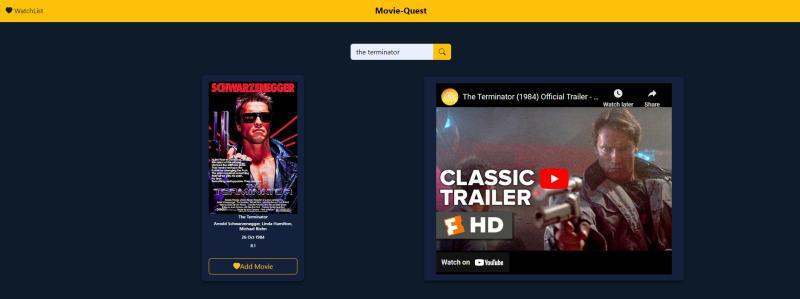 WatchList
Movie-Quest
the terminator
SCHWARZENEGGER
TERMINATOR
The Terminator
Arnold Schwarzenegger, Linda Hamilton,
Michael Biehn
26 Oct 1984
8.1
Add Movie
The Terminator (1984) Official Trailer - ...
Watch later
Share
CLASSIC
TRAILER
F HD
Watch on YouTube